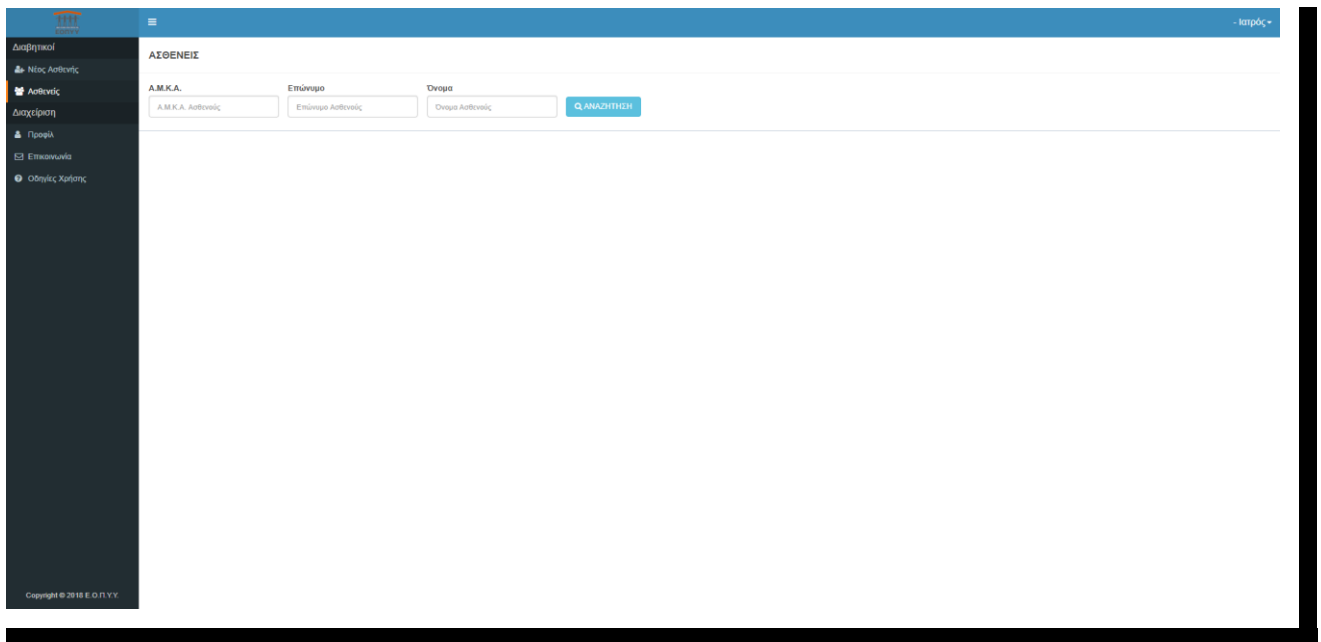 - Ιατρός
Διαβητικοί
Νέος Ασθενής
Ασθενείς
Διαχείριση
Προφίλ
Επικοινωνία
Οδηγίες Χρήσης
Copyright © 2018 Ε.Ο.Π.Υ.Υ.
ΑΣΘΕΝΕΙΣ
Α.Μ.Κ.Α. Επώνυμο Όνομα
Α.Μ.Κ.Α. Ασθενούς Επώνυμο Ασθενούς Όνομα Ασθενούς ΑΝΑΖΗΤΗΣΗ